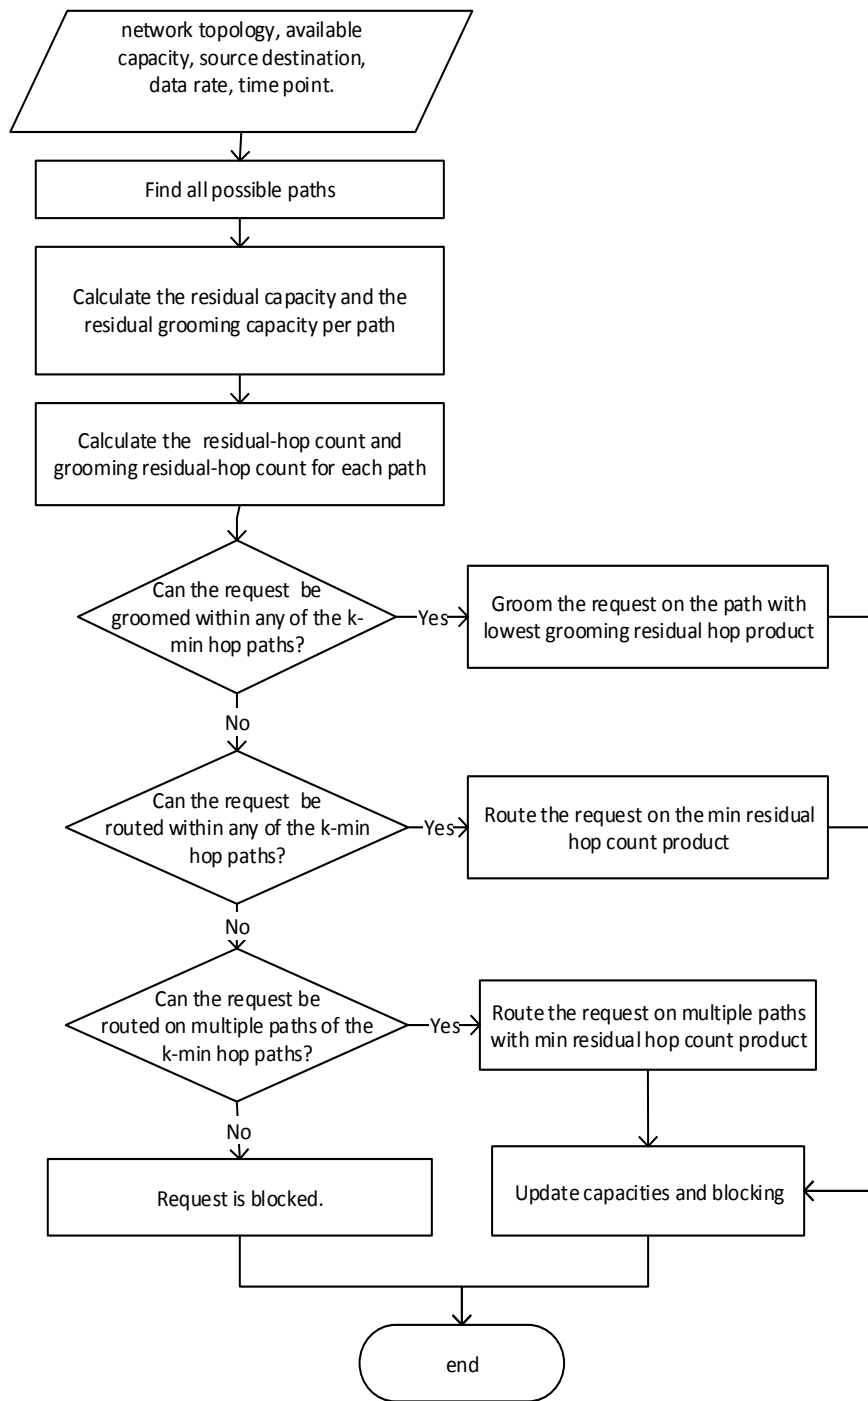 network topology, available
capacity, source destination,
data rate, time point.
Find all possible paths
Calculate the residual capacity and the
residual grooming capacity per path
Calculate the  residual-hop count and
grooming residual-hop count for each path
Can the request  be
groomed within any of the k-
min hop paths?
Yes
Groom the request on the path with
lowest grooming residual hop product
No
Can the request  be
routed within any of the k-min
hop paths?
Yes
Route the request on the min residual
hop count product
No
Can the request be
routed on multiple paths of the
k-min hop paths?
Yes
Route the request on multiple paths
with min residual hop count product
No
Request is blocked.
Update capacities and blocking
end